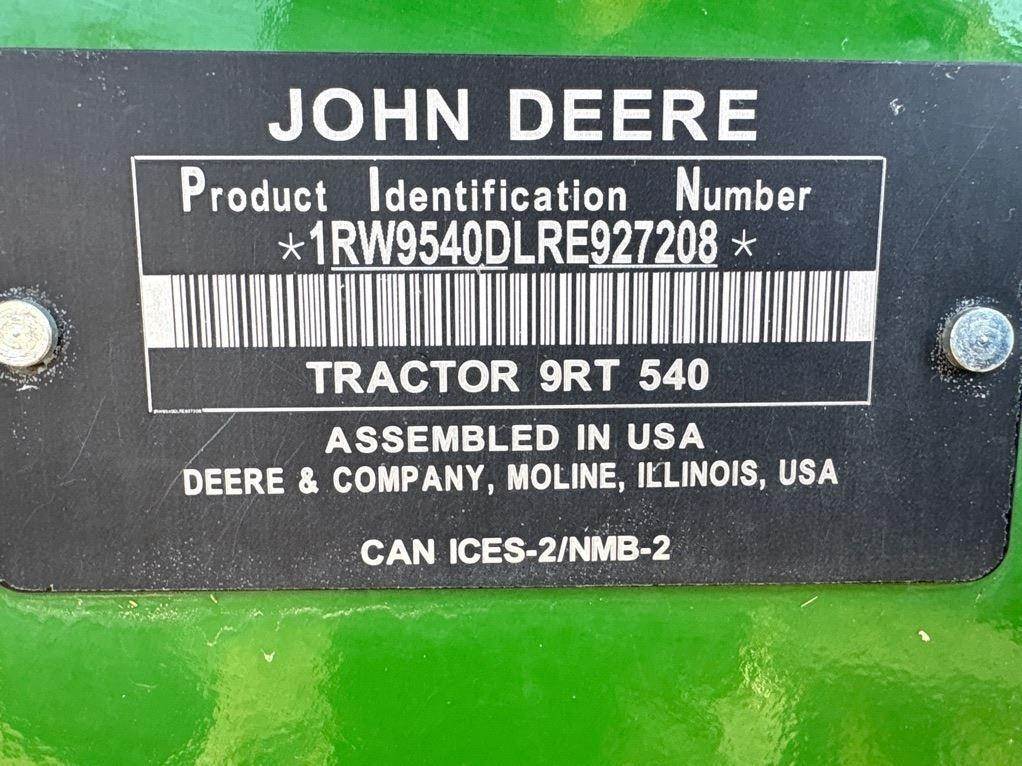 JOHN DEERE
Product Identification Number
*1RW9540DLRE927208*
TRACTOR 9RT 540
1RW9540DLRE927208
ASSEMBLED IN USA
DEERE & COMPANY, MOLINE, ILLINOIS, USA
CAN ICES-2/NMB-2